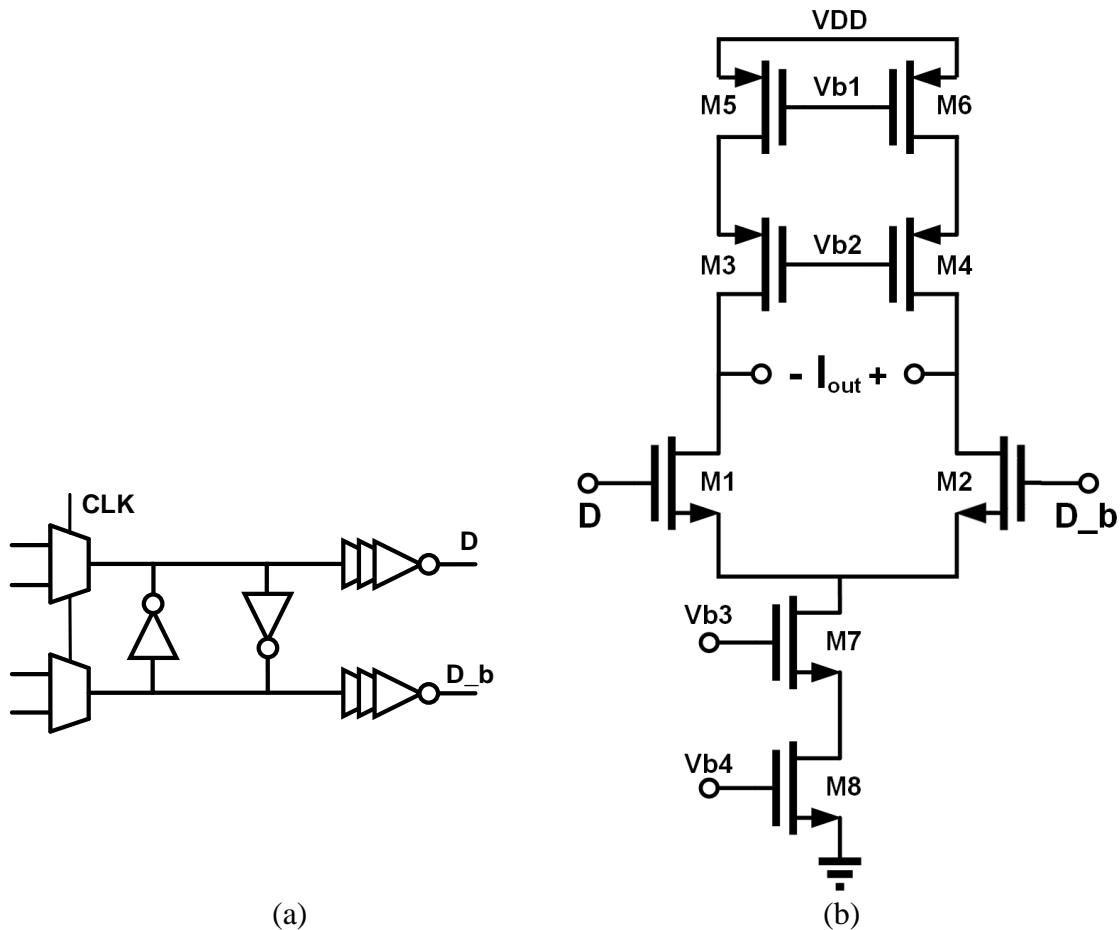 VDD
M5 Vb1 M6
M3 Vb2 M4
- Iout +
D M1 M2 D_b
Vb3 M7
Vb4 M8
CLK
D
D_b
(a)
(b)